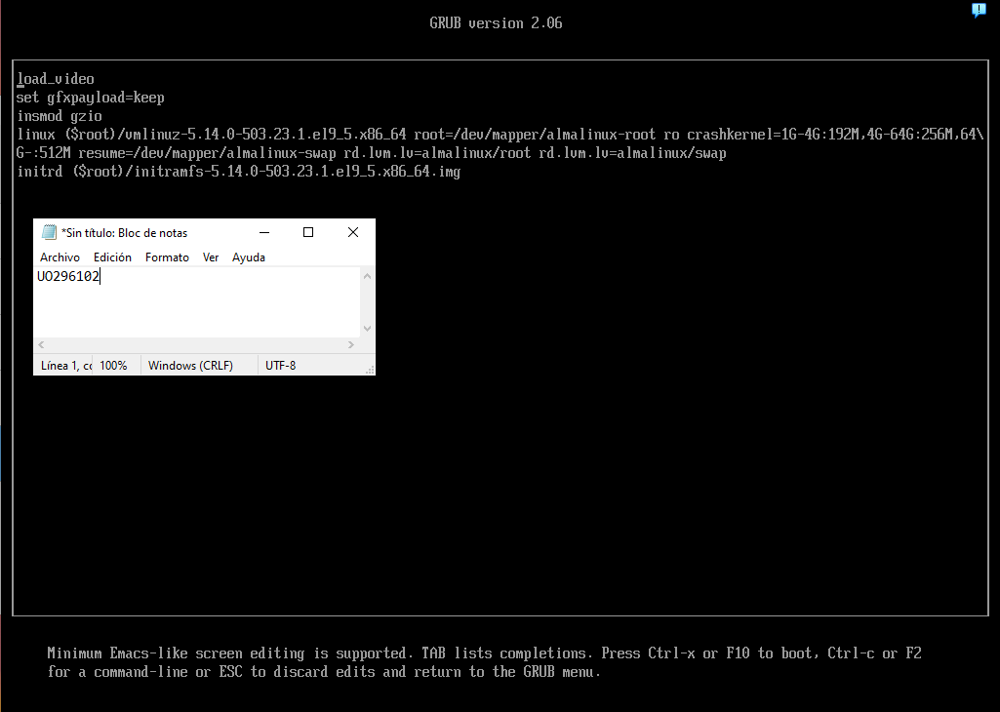 GRUB version 2.06
load_video
set gfxpayload=keep
insmod gzio
linux ($root)/vmlinuz-5.14.0-503.23.1.el9_5.x86_64 root=/dev/mapper/almalinux-root ro crashkernel=1G-4G:192M,4G-64G:256M,64\
G-:512M resume=/dev/mapper/almalinux-swap rd.lvm.lv=almalinux/root rd.lvm.lv=almalinux/swap
initrd ($root)/initramfs-5.14.0-503.23.1.el9_5.x86_64.img
*Sin título: Bloc de notas
Archivo Edición Formato Ver Ayuda
UO296102
Línea 1, co 100% Windows (CRLF) UTF-8
Minimum Emacs-like screen editing is supported. TAB lists completions. Press Ctrl-x or F10 to boot, Ctrl-c or F2
for a command-line or ESC to discard edits and return to the GRUB menu.